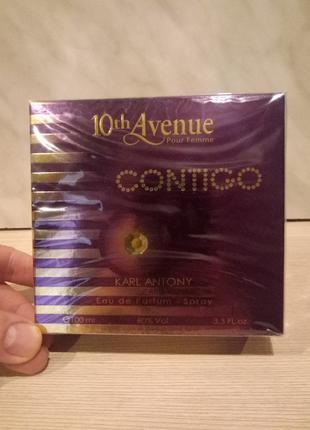 10th Avenue
Pour Femme
CONTIGO
KARL ANTONY
Eau de Parfum - Spray
℮100 ml 80% Vol 3.3 Fl.oz